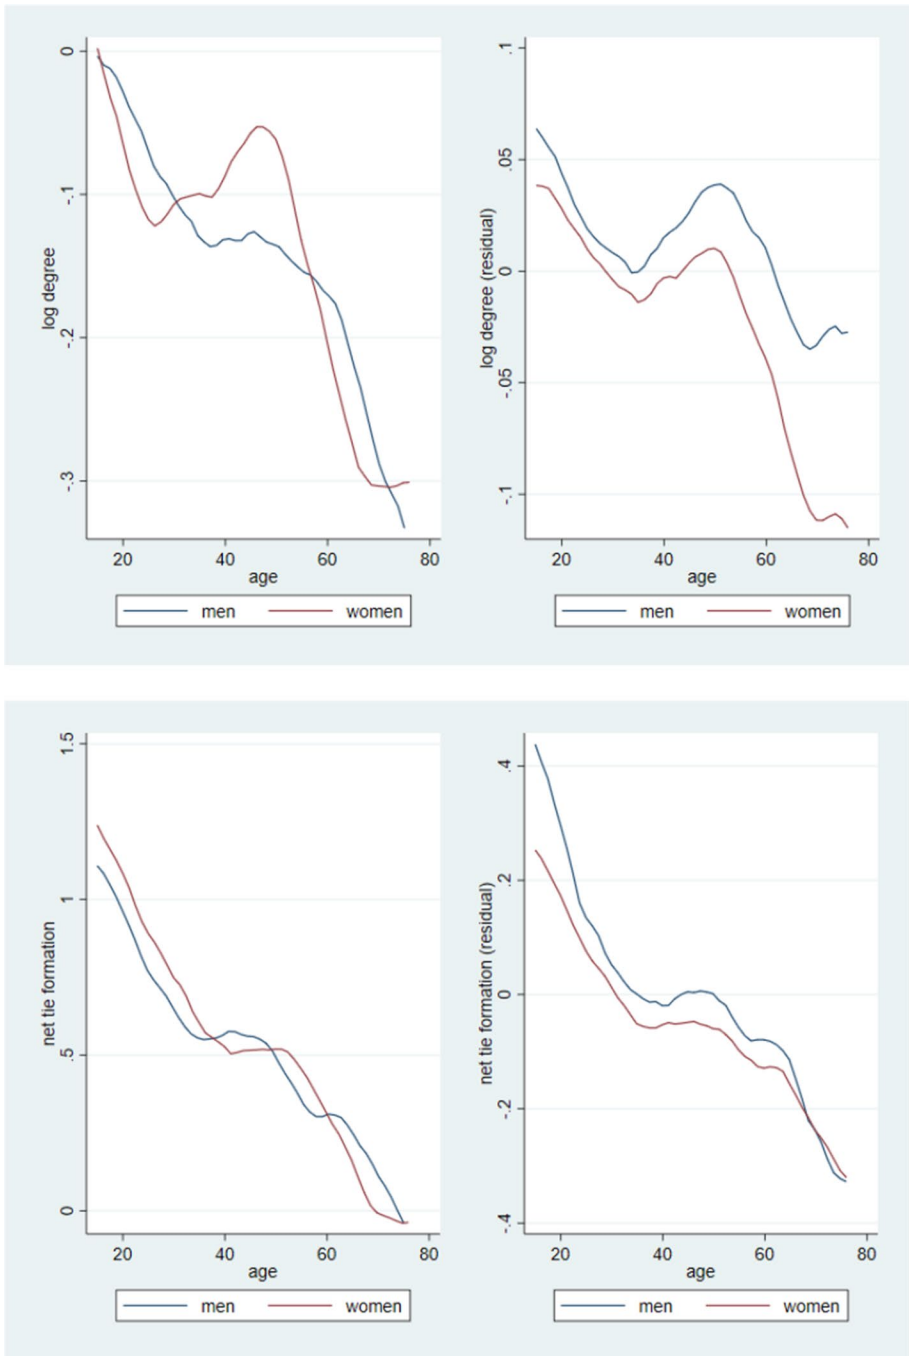 log degree
0
-.1
-.2
-.3
20 40 60 80
age
men women
log degree (residual)
.1
.05
0
-.05
-.1
20 40 60 80
age
men women
net tie formation
1.5
1
.5
0
20 40 60 80
age
men women
net tie formation (residual)
.4
.2
0
-.2
-.4
20 40 60 80
age
men women